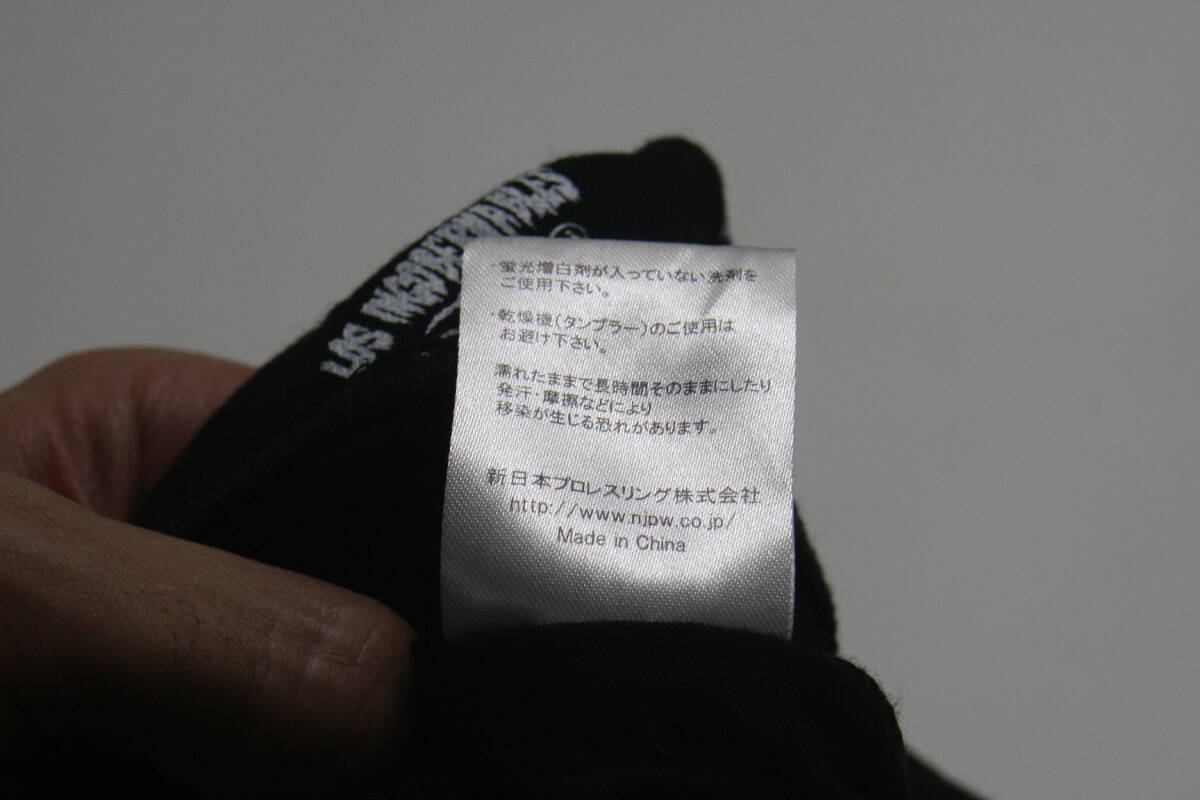 LOS INGOBERNABLES
・蛍光増白剤が入っていない洗剤を
ご使用下さい。
・乾燥機(タンブラー)のご使用は
お避け下さい。
濡れたままで長時間そのままにしたり
発汗・摩擦などにより
移染が生じる恐れがあります。
新日本プロレスリング株式会社
http://www.njpw.co.jp/
Made in China